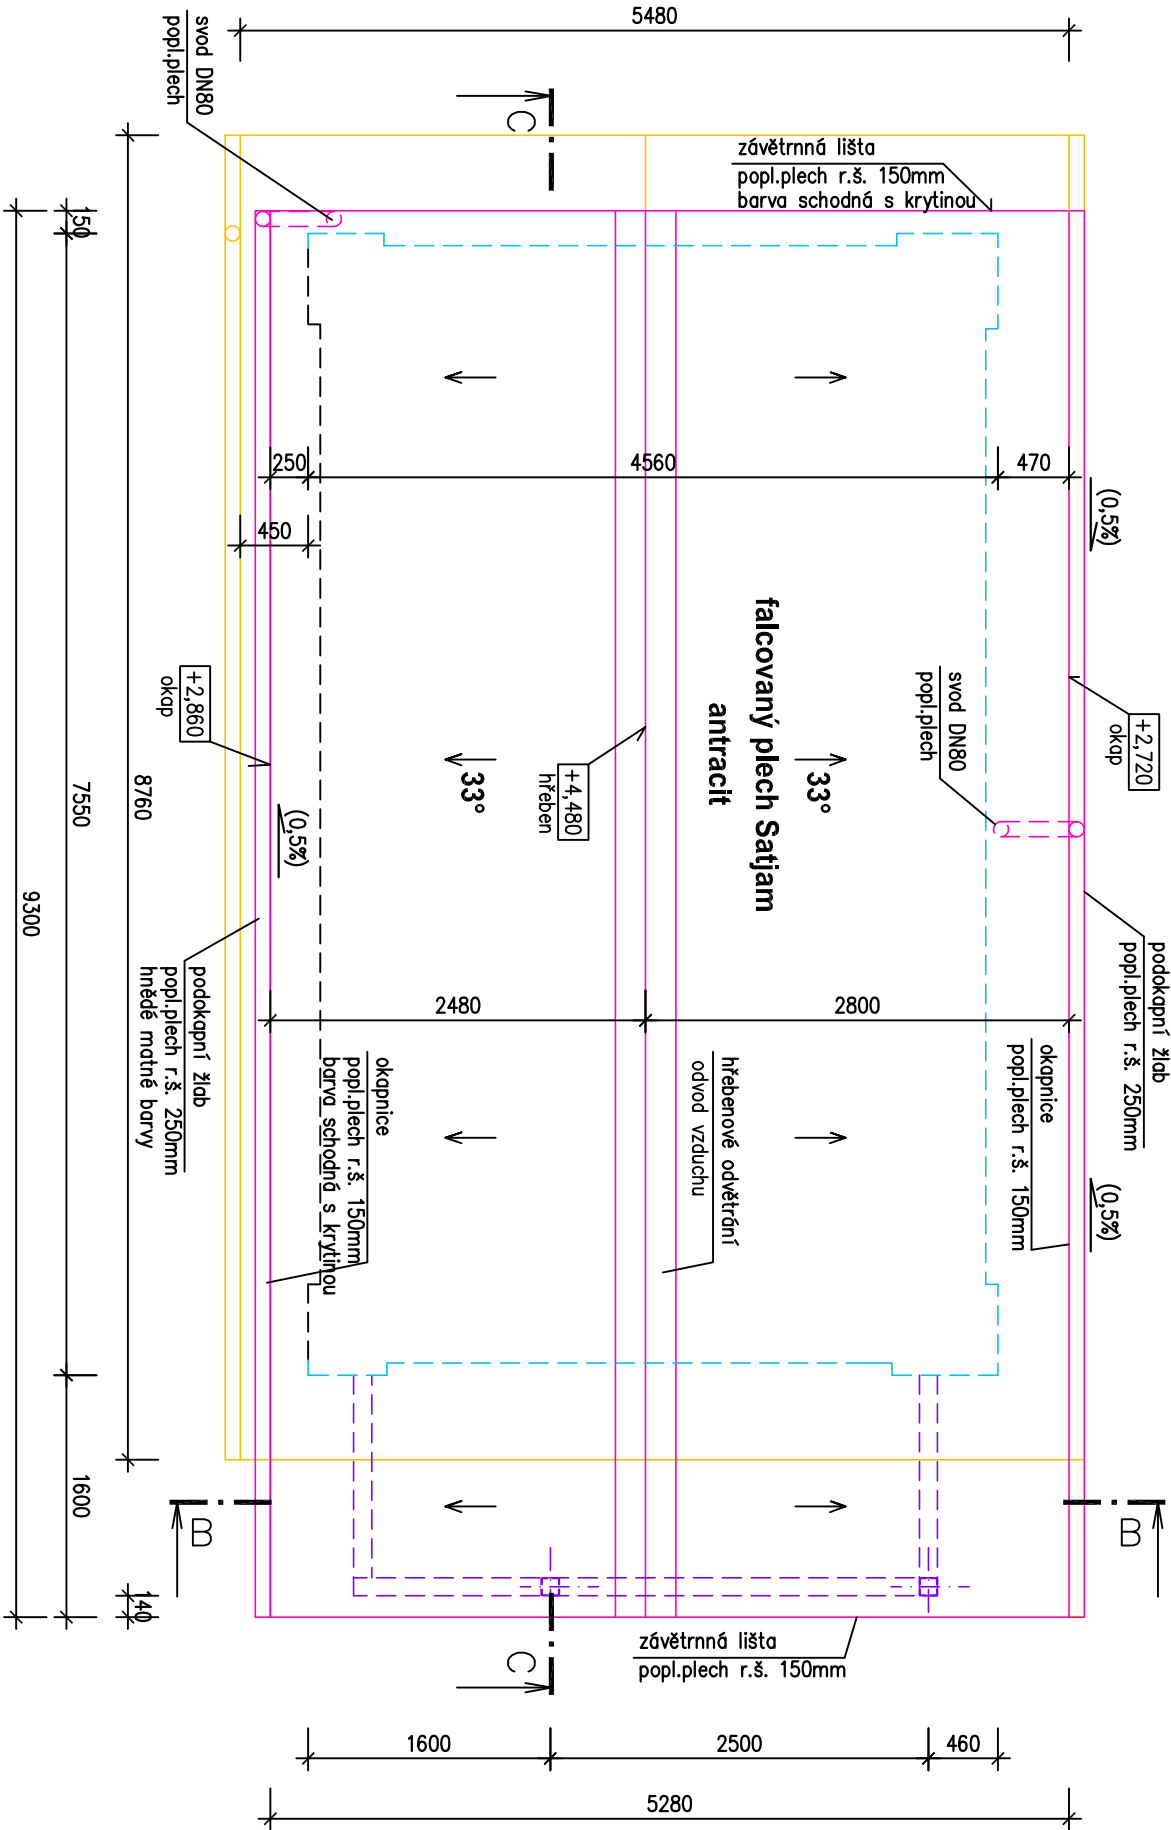 5480
svod DN80
popl.plech
C
závětrnná lišta
popl.plech r.š. 150mm
barva schodná s krytinou
150
250
4560
470
(0,5%)
450
falcovaný plech Satjam
antracit
33°
33°
svod DN80
popl.plech
+2,720
okap
+2,860
okap
+4,480
hřeben
(0,5%)
8760
7550
9300
podokapní žlab
popl.plech r.š. 250mm
podokapní žlab
popl.plech r.š. 250mm
hnědé matné barvy
2480
2800
okapnice
popl.plech r.š. 150mm
okapnice
popl.plech r.š. 150mm
barva schodná s krytinou
hřebenové odvětrání
odvod vzduchu
(0,5%)
1600
B
B
140
závětrnná lišta
popl.plech r.š. 150mm
C
1600
2500
460
5280